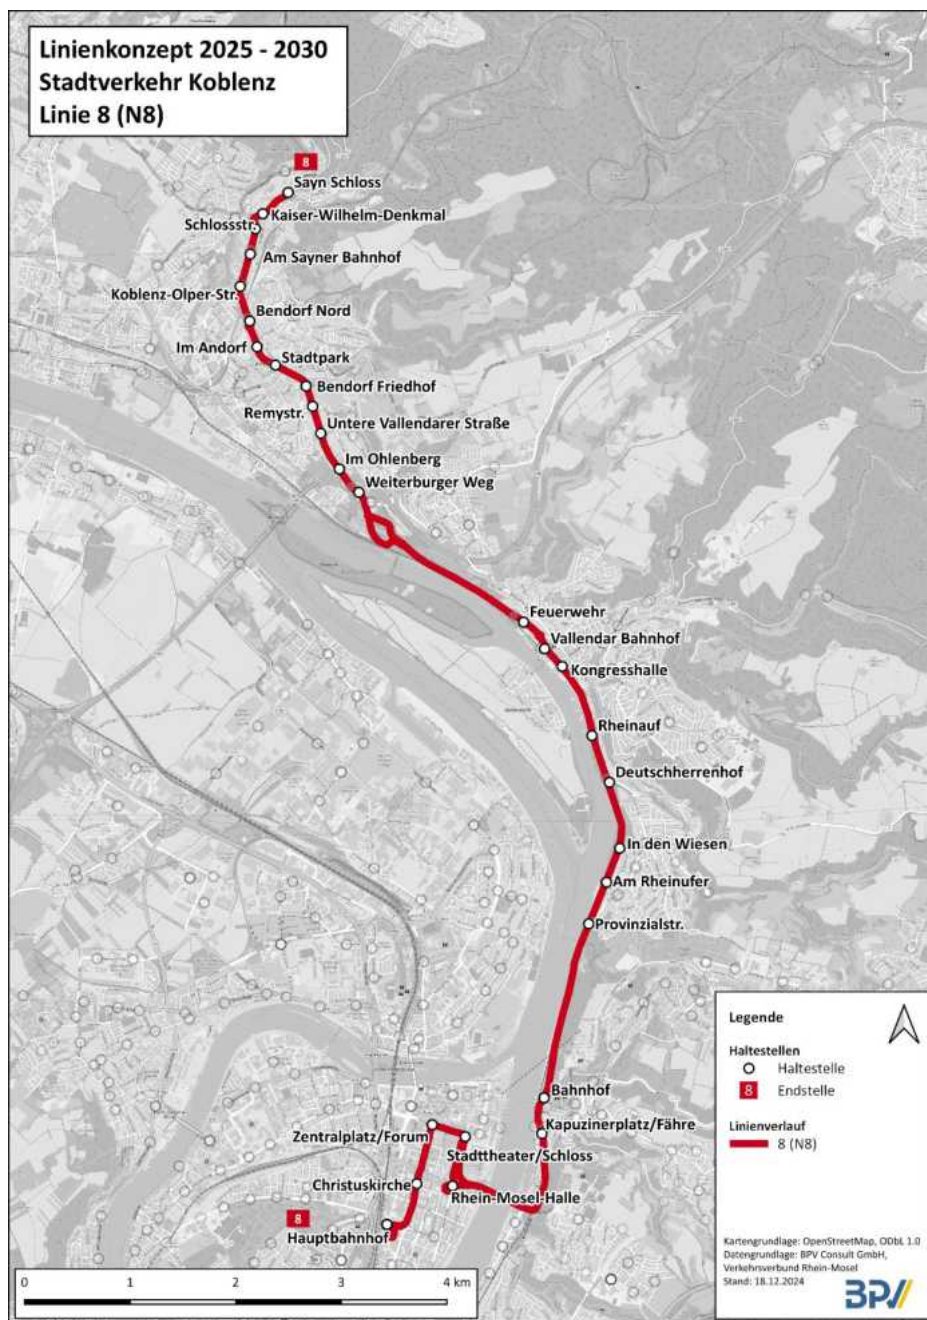 Linienkonzept 2025 - 2030
Stadtverkehr Koblenz
Linie 8 (N8)
8
Sayn Schloss
Kaiser-Wilhelm-Denkmal
Schlossstr.
Am Sayner Bahnhof
Koblenz-Olper-Str.
Bendorf Nord
Im Andorf
Stadtpark
Bendorf Friedhof
Remystr.
Untere Vallendarer Straße
Im Ohlenberg
Weiterburger Weg
Feuerwehr
Vallendar Bahnhof
Kongresshalle
Rheinauf
Deutschherrenhof
In den Wiesen
Am Rheinufer
Provinzialstr.
Bahnhof
Kapuzinerplatz/Fähre
Zentralplatz/Forum
Stadttheater/Schloss
Christuskirche
Rhein-Mosel-Halle
8
Hauptbahnhof
Legende
Haltestellen
Haltestelle
8 Endstelle
Linienverlauf
8 (N8)
Kartengrundlage: OpenStreetMap, ODbL 1.0
Datengrundlage: BPV Consult GmbH,
Verkehrsverbund Rhein-Mosel
Stand: 18.12.2024
BPV
0 1 2 3 4 km